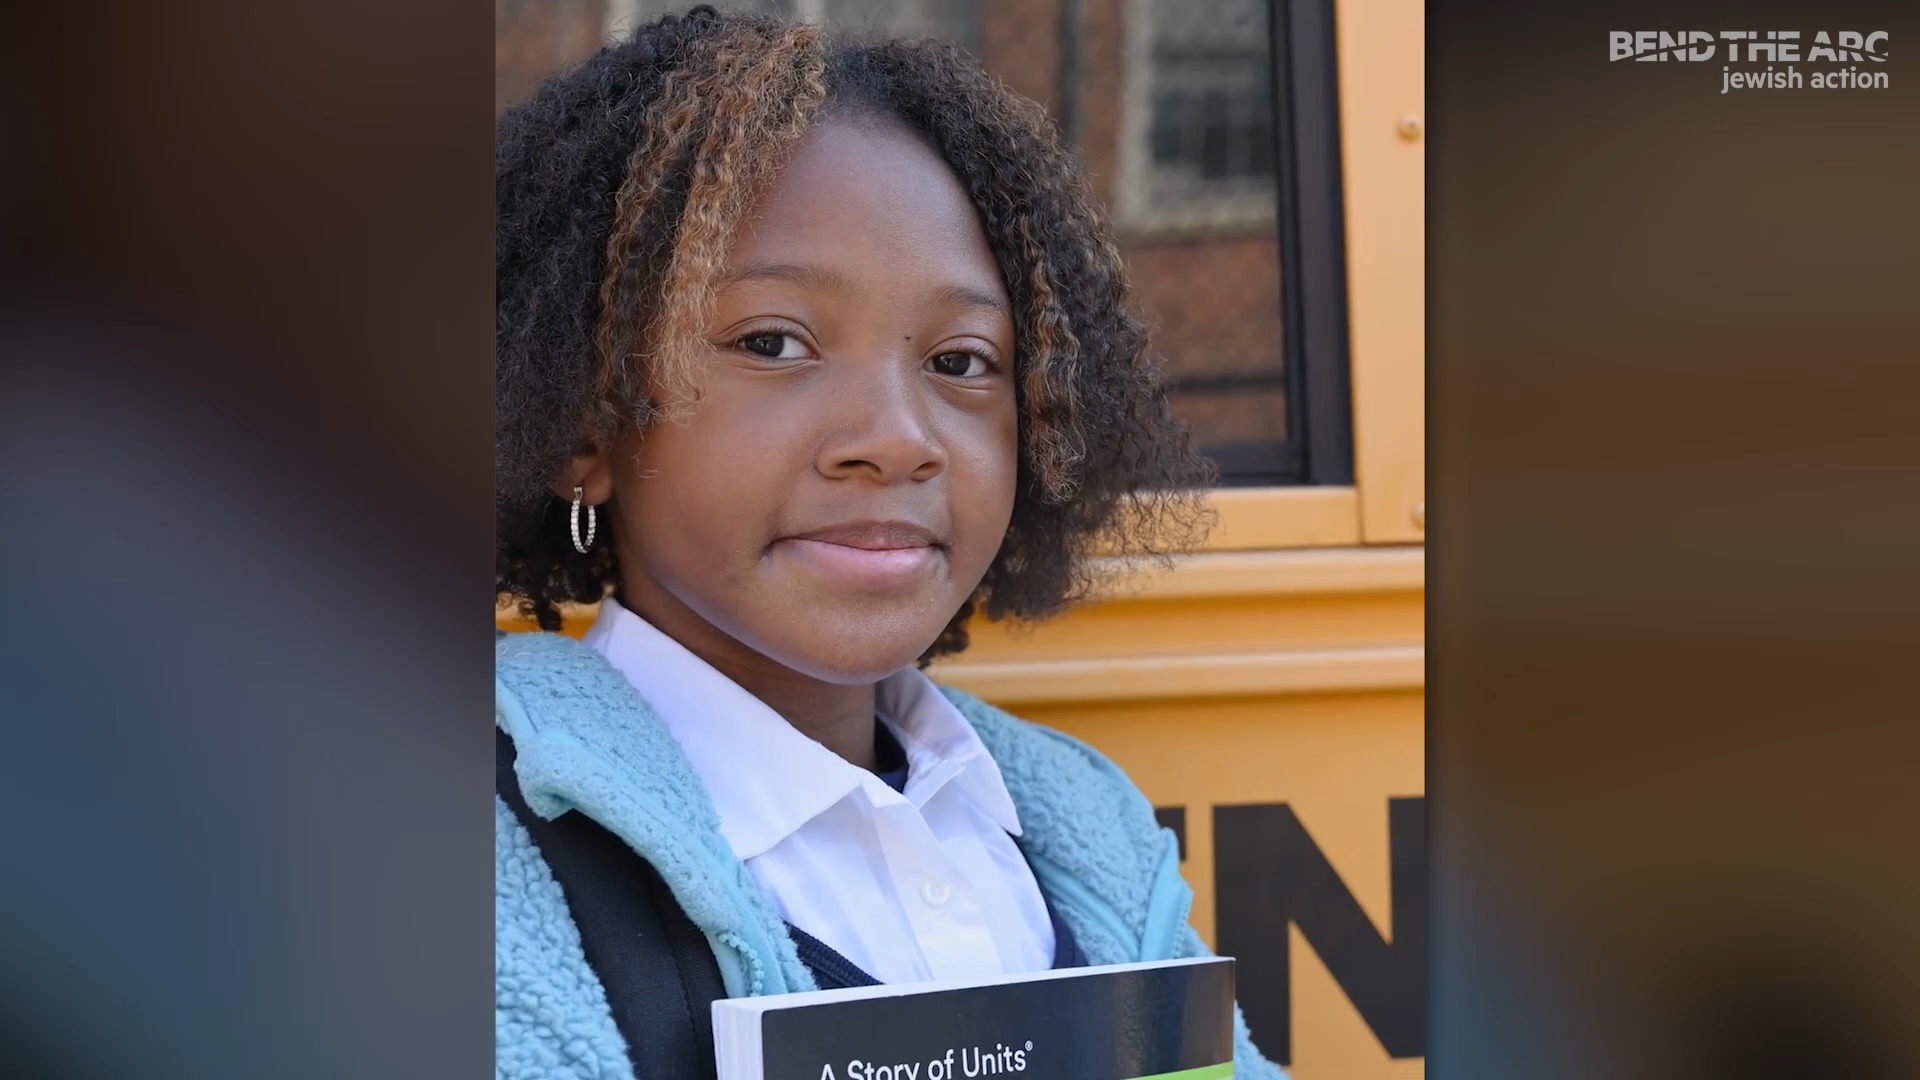 BEND THE ARC
jewish action
N
A Story of Units®